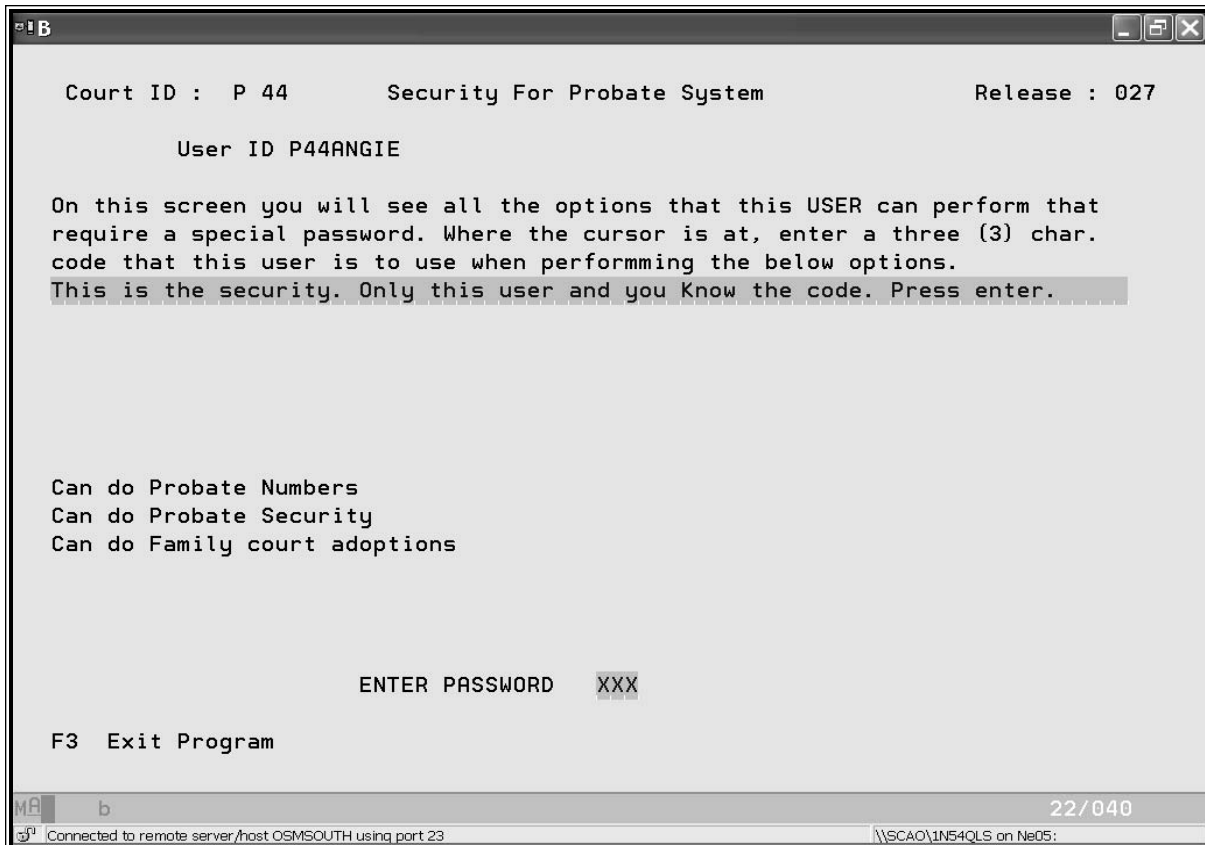 B
Court ID : P 44 Security For Probate System Release : 027
User ID P44ANGIE
On this screen you will see all the options that this USER can perform that
require a special password. Where the cursor is at, enter a three (3) char.
code that this user is to use when performming the below options.
This is the security. Only this user and you Know the code. Press enter.
Can do Probate Numbers
Can do Probate Security
Can do Family court adoptions
ENTER PASSWORD XXX
F3 Exit Program
MA b 22/040
Connected to remote server/host OSMSOUTH using port 23 \\SCAO\1N54QLS on Ne05: